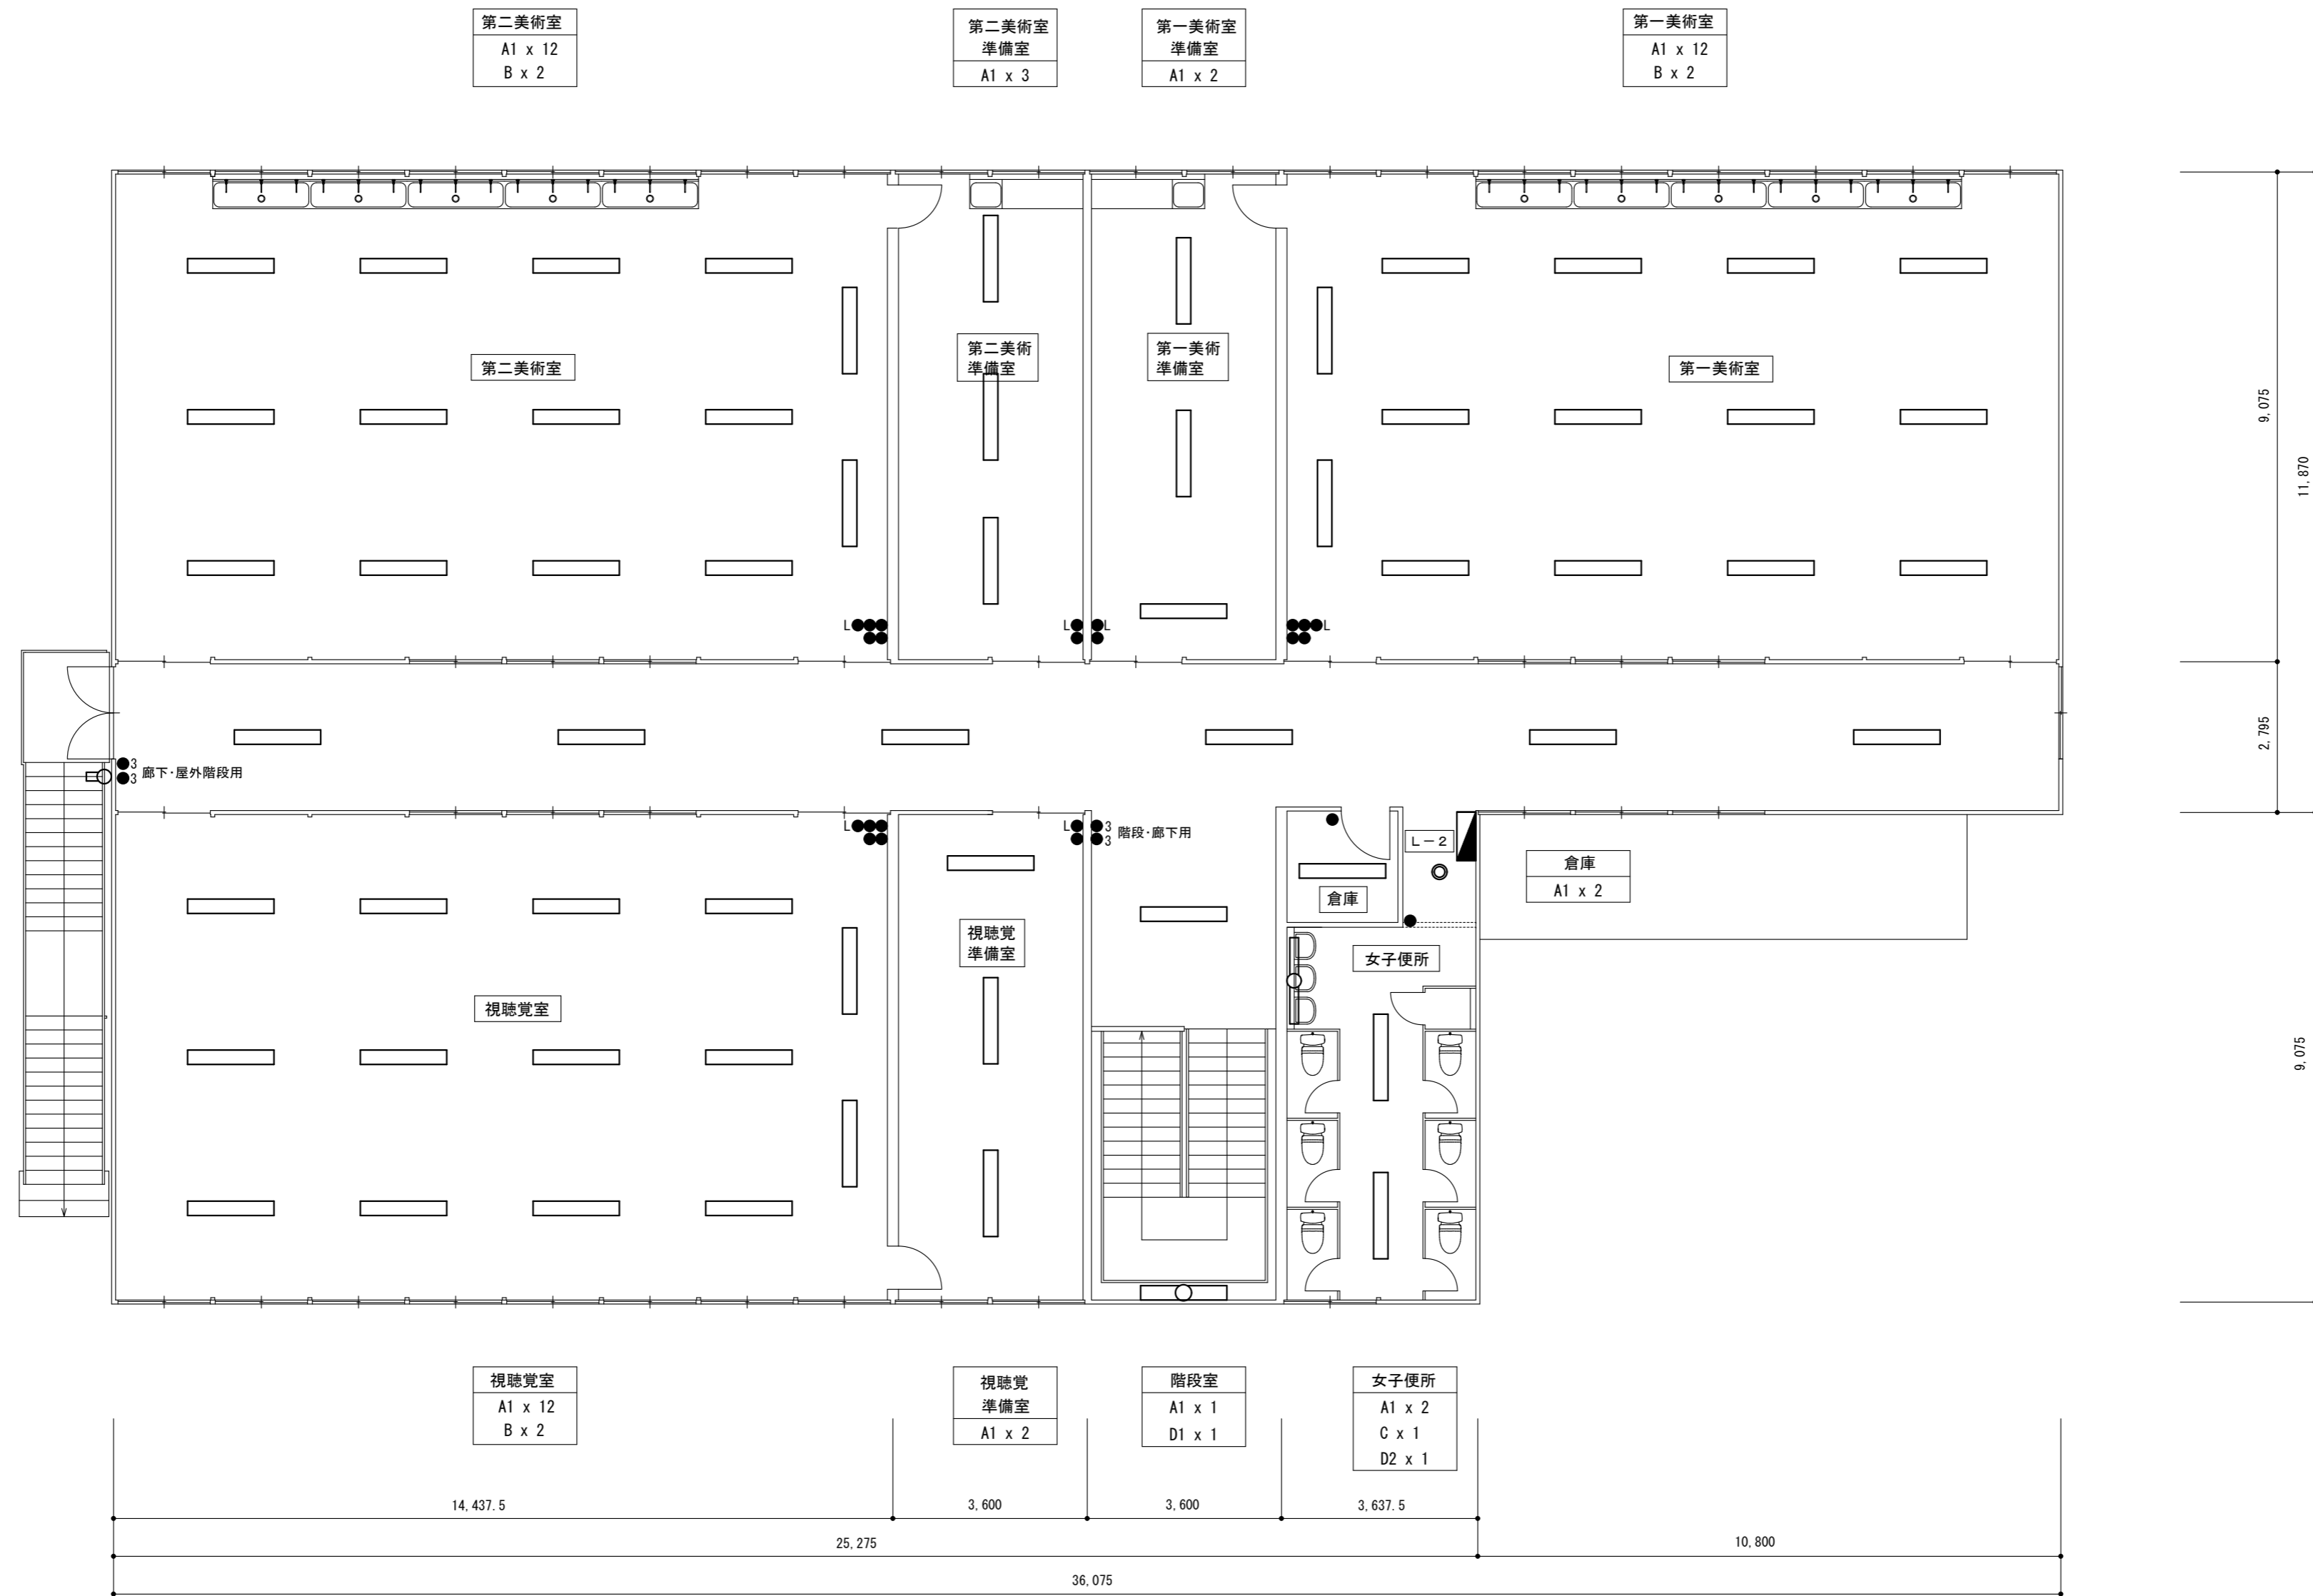 第二美術室
A1 x 12
B x 2
第二美術室
準備室
A1 x 3
第一美術室
準備室
A1 x 2
第一美術室
A1 x 12
B x 2
第二美術室
第二美術
準備室
第一美術
準備室
第一美術室
9,075
11,870
2,795
L
L
L
L
3
3
廊下・屋外階段用
L
L
3
3
階段・廊下用
L－2
倉庫
倉庫
A1 x 2
視聴覚
準備室
女子便所
視聴覚室
9,075
視聴覚室
A1 x 12
B x 2
視聴覚
準備室
A1 x 2
階段室
A1 x 1
D1 x 1
女子便所
A1 x 2
C x 1
D2 x 1
14,437.5
3,600
3,600
3,637.5
25,275
10,800
36,075